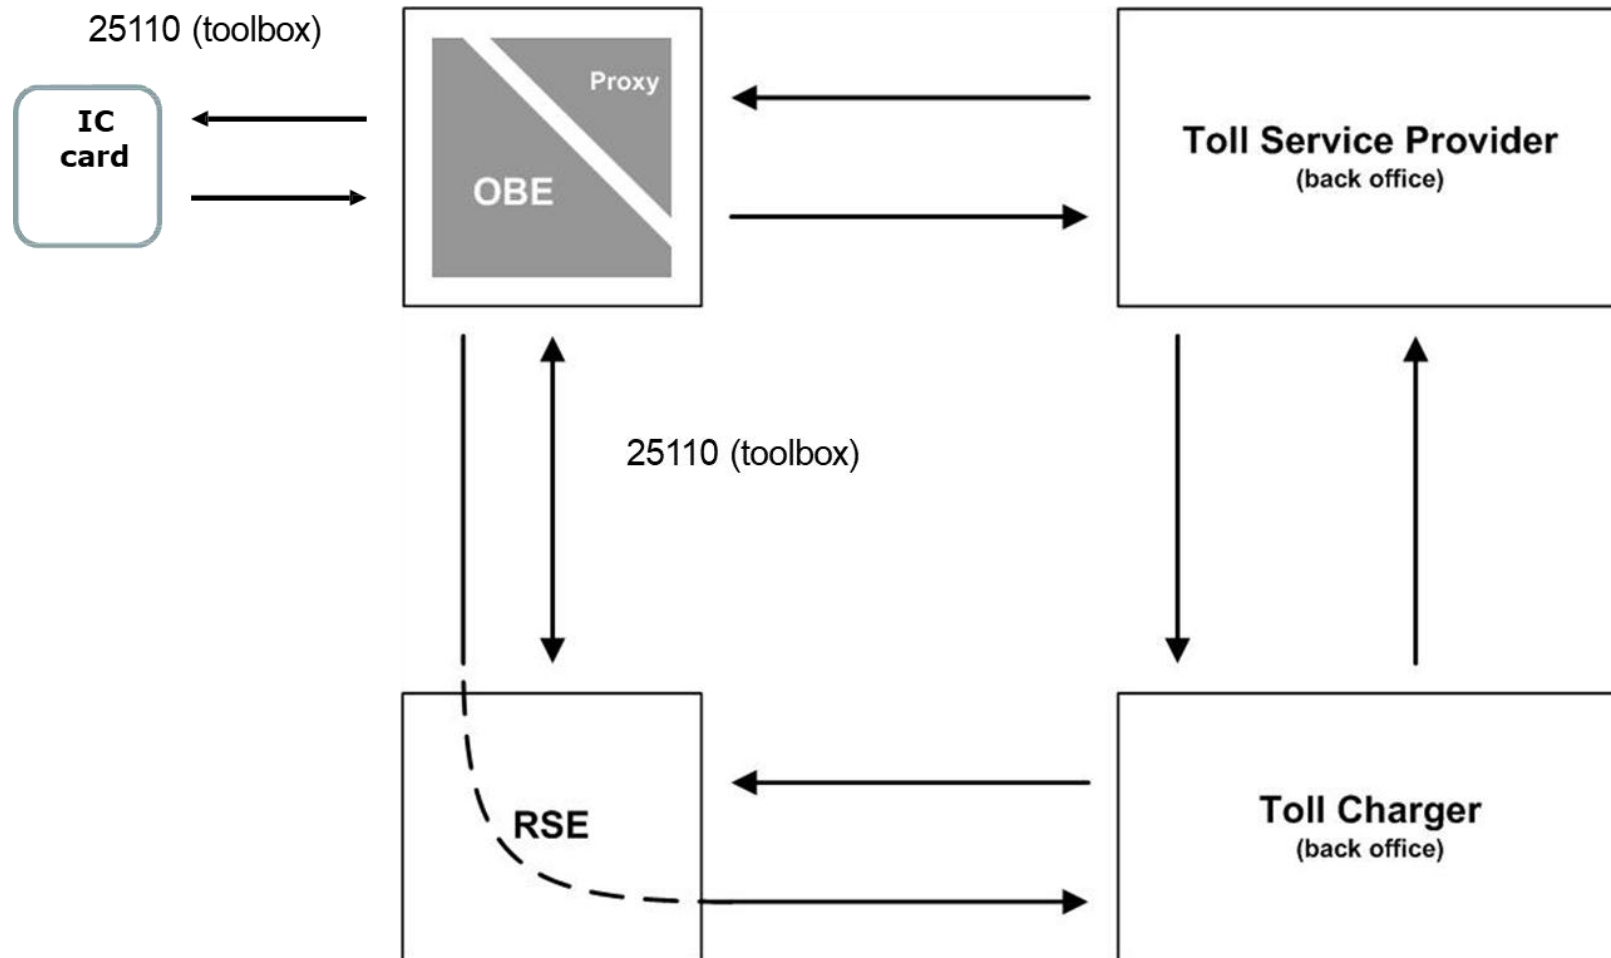 25110 (toolbox)
IC
card
Proxy
OBE
Toll Service Provider
(back office)
25110 (toolbox)
RSE
Toll Charger
(back office)